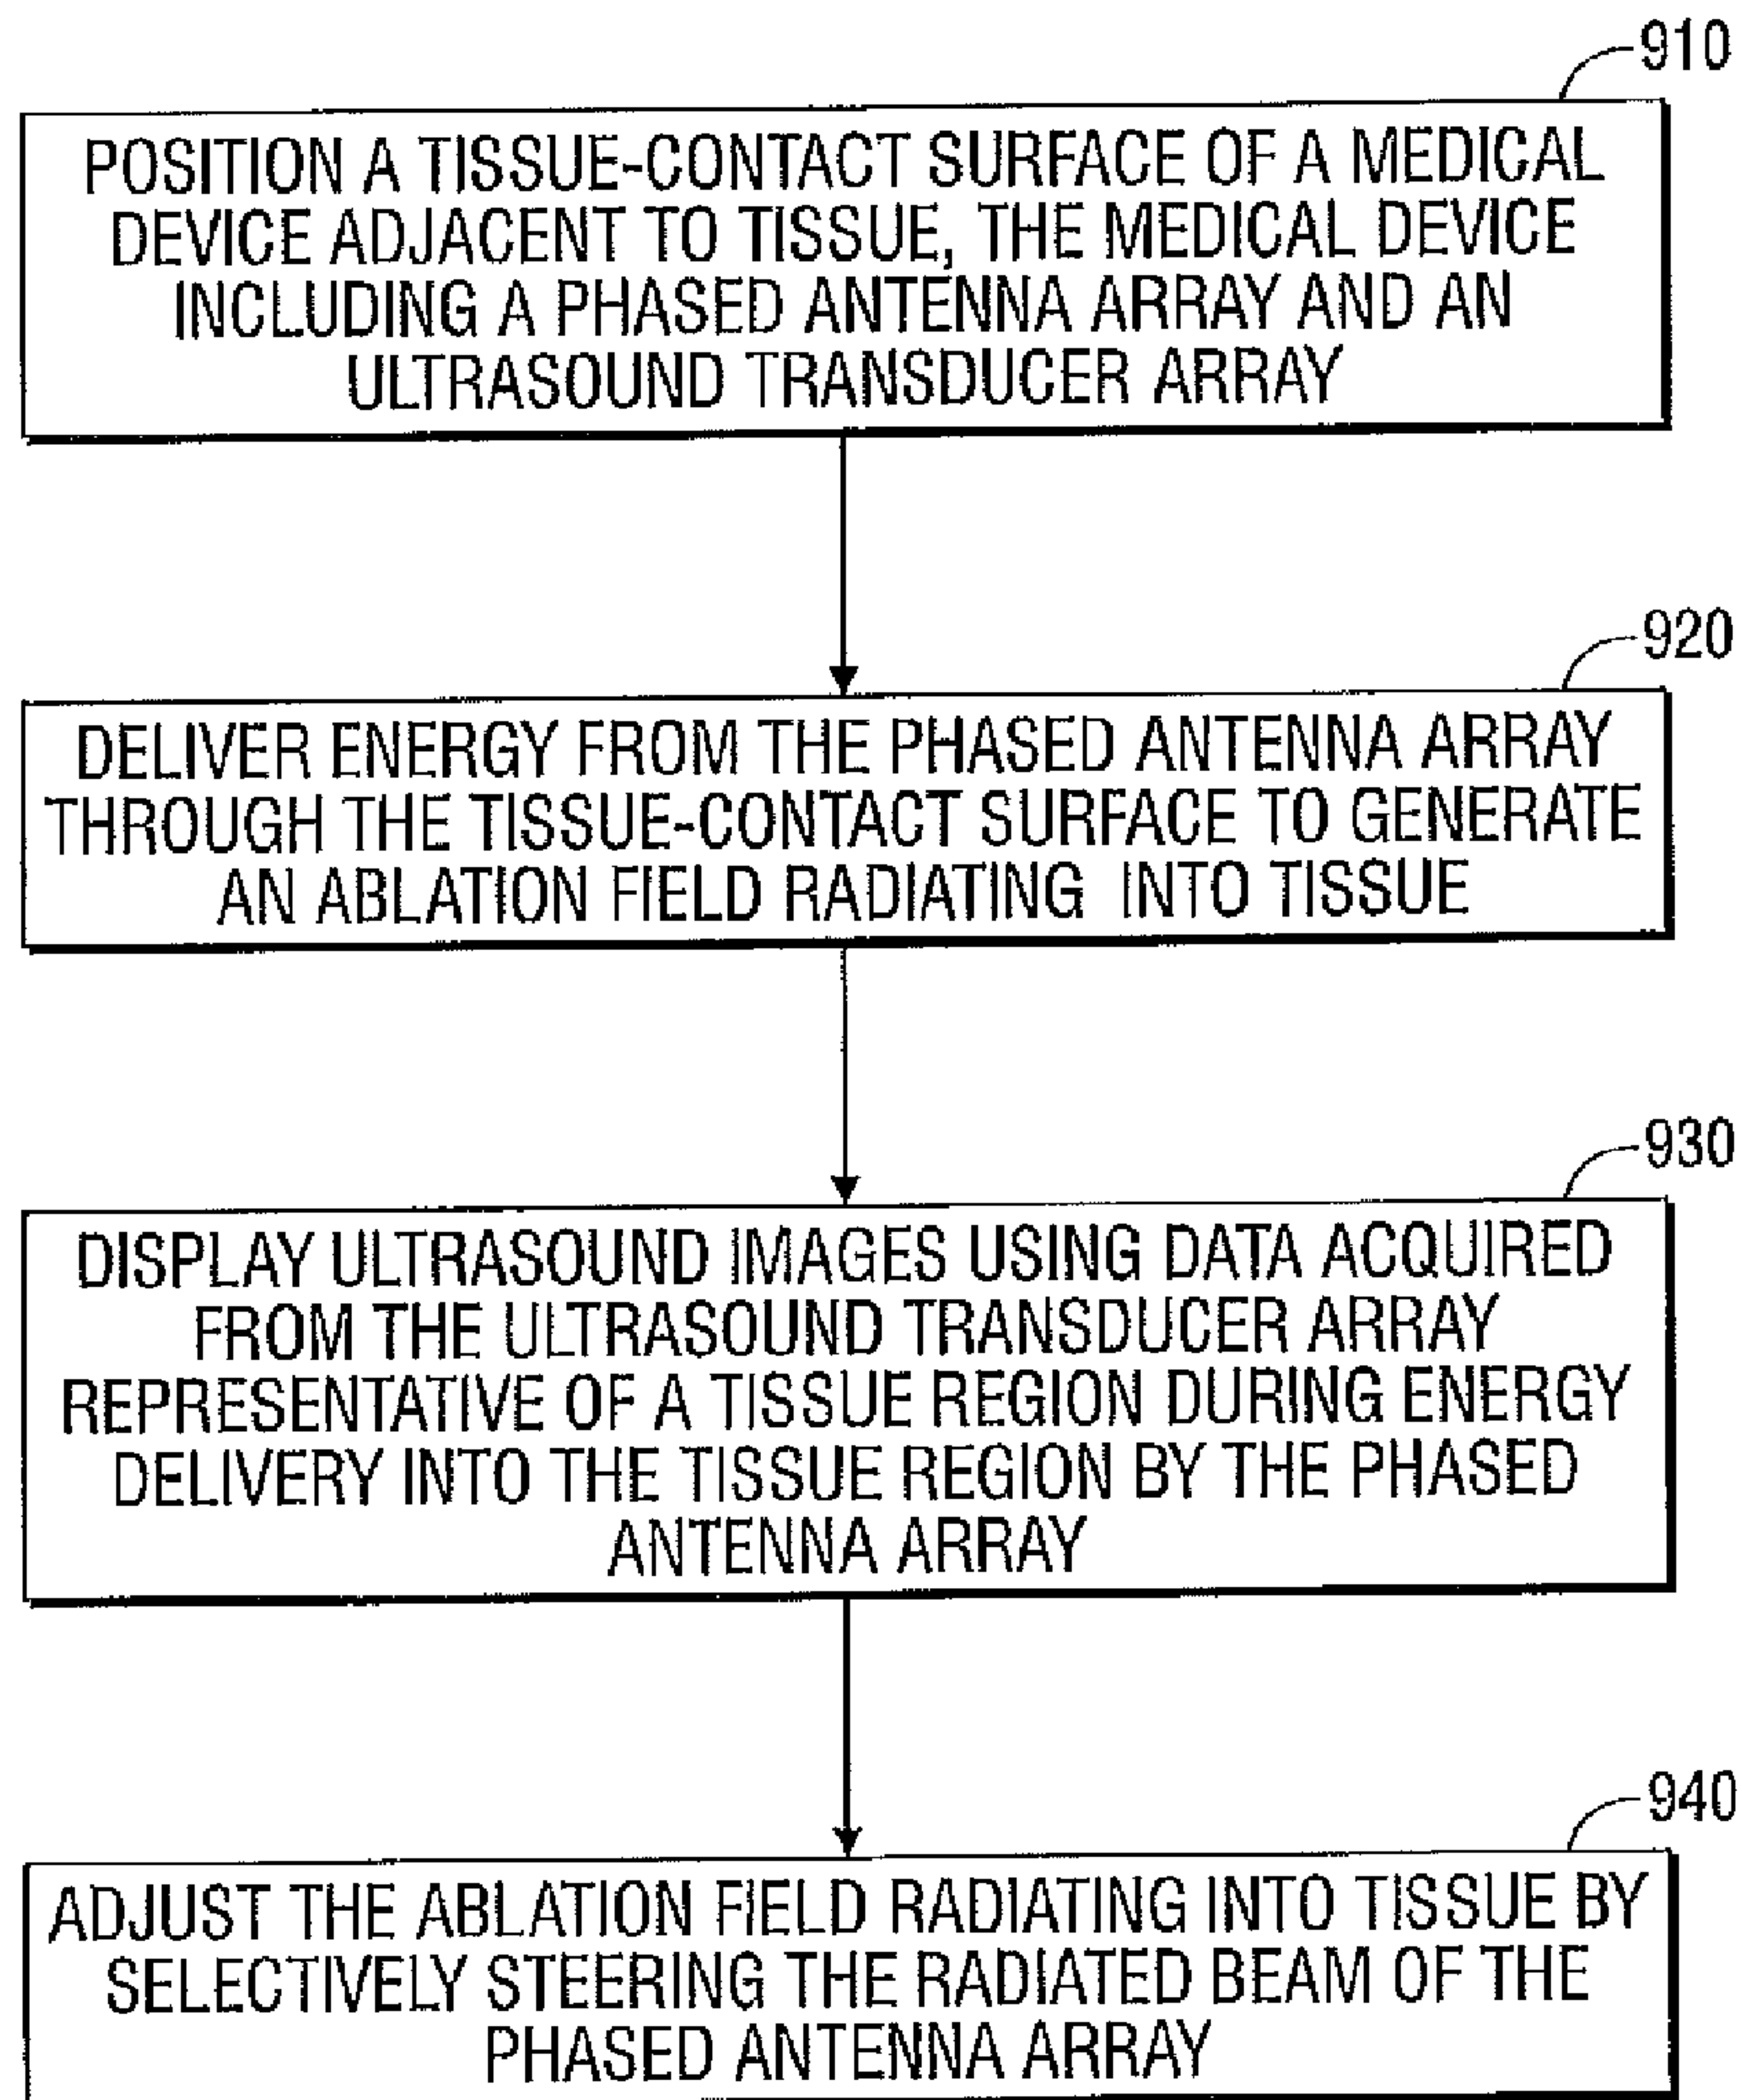 910
POSITION A TISSUE-CONTACT SURFACE OF A MEDICAL
DEVICE ADJACENT TO TISSUE, THE MEDICAL DEVICE
INCLUDING A PHASED ANTENNA ARRAY AND AN
ULTRASOUND TRANSDUCER ARRAY
920
DELIVER ENERGY FROM THE PHASED ANTENNA ARRAY
THROUGH THE TISSUE-CONTACT SURFACE TO GENERATE
AN ABLATION FIELD RADIATING INTO TISSUE
930
DISPLAY ULTRASOUND IMAGES USING DATA ACQUIRED
FROM THE ULTRASOUND TRANSDUCER ARRAY
REPRESENTATIVE OF A TISSUE REGION DURING ENERGY
DELIVERY INTO THE TISSUE REGION BY THE PHASED
ANTENNA ARRAY
940
ADJUST THE ABLATION FIELD RADIATING INTO TISSUE BY
SELECTIVELY STEERING THE RADIATED BEAM OF THE
PHASED ANTENNA ARRAY